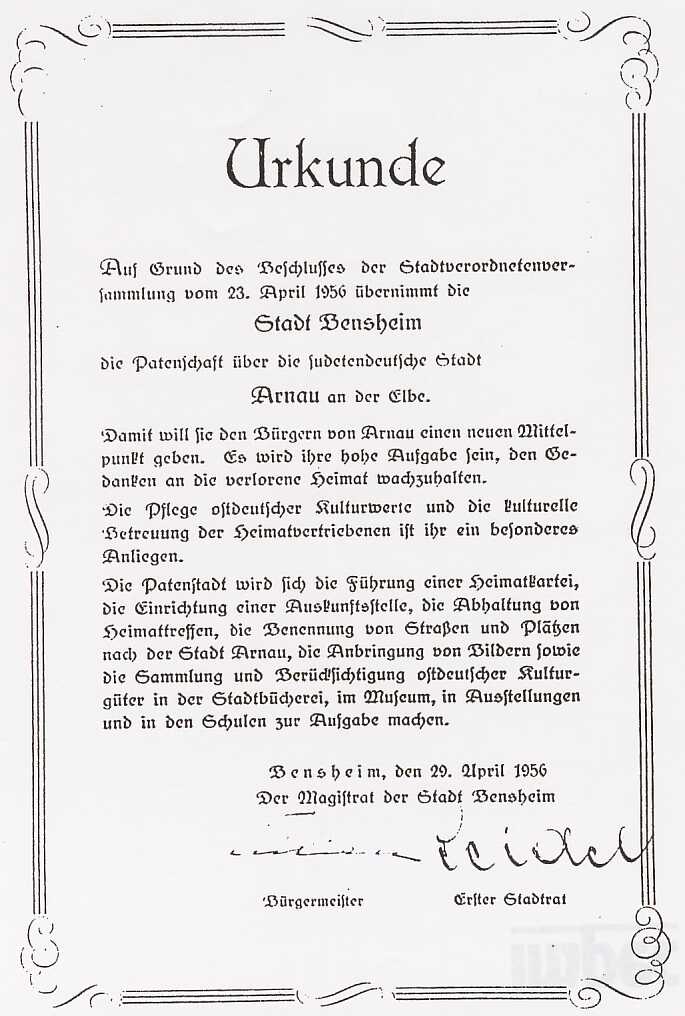 Urkunde
Auf Grund des Beschlusses der Stadtverordnetenver-
sammlung vom 23. April 1956 übernimmt die
Stadt Bensheim
die Patenschaft über die sudetendeutsche Stadt
Arnau an der Elbe.
Damit will sie den Bürgern von Arnau einen neuen Mittel-
punkt geben. Es wird ihre hohe Aufgabe sein, den Ge-
danken an die verlorene Heimat wachzuhalten.
Die Pflege ostdeutscher Kulturwerte und die kulturelle
Betreuung der Heimatvertriebenen ist ihr ein besonderes
Anliegen.
Die Patenstadt wird sich die Führung einer Heimatkartei,
die Einrichtung einer Auskunftsstelle, die Abhaltung von
Heimattreffen, die Benennung von Straßen und Plätzen
nach der Stadt Arnau, die Anbringung von Bildern sowie
die Sammlung und Berücksichtigung ostdeutscher Kultur-
güter in der Stadtbücherei, im Museum, in Ausstellungen
und in den Schulen zur Aufgabe machen.
Bensheim, den 29. April 1956
Der Magistrat der Stadt Bensheim
Bürgermeister Erster Stadtrat